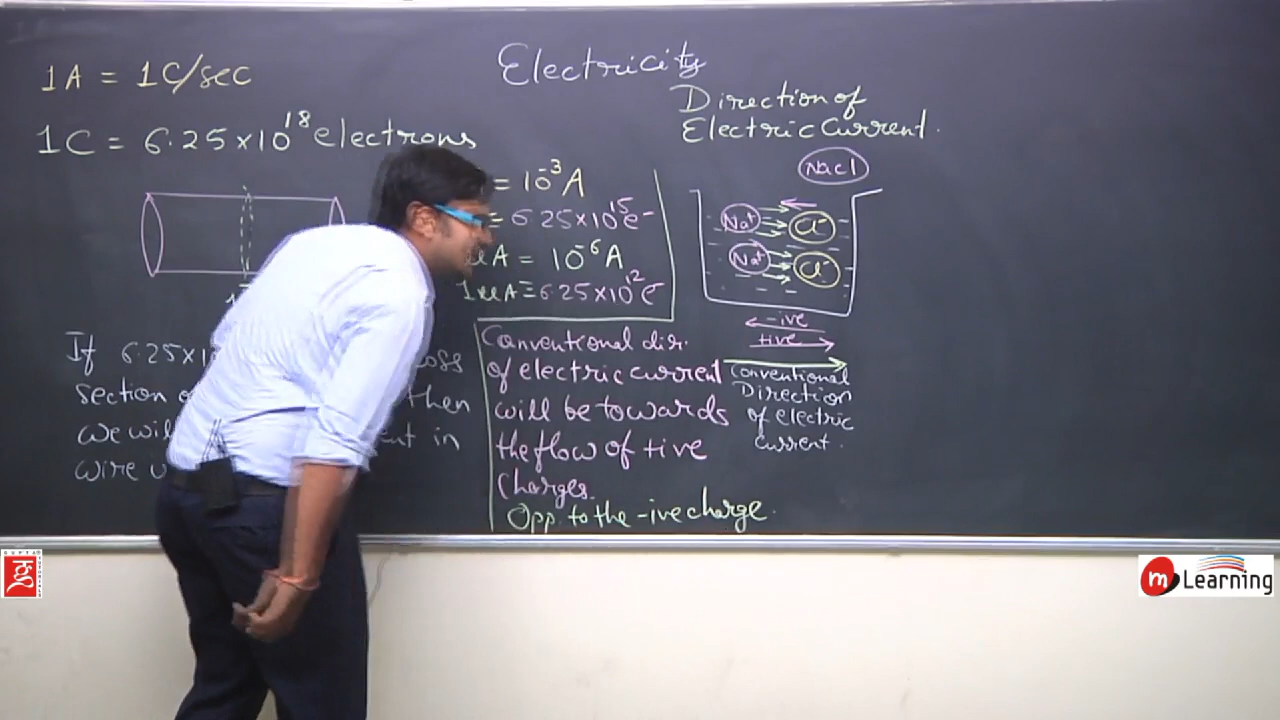 Electricity
1A = 1C/sec
1C = 6.25×10¹⁸ electrons
= 10⁻³A
= 6.25×10¹⁵e⁻
A = 10⁻⁶A
1μA = 6.25×10¹²e⁻
If 6.25×1
section then
we in
wire
Conventional dir.
of electric current
will be towards
the flow of +ive
Charges.
Opp. to the -ive charge.
Direction of
Electric Current.
NaCl
Na⁺ Cl⁻
Na⁺ Cl⁻
-ive
+ive
Conventional
Direction
of electric
current.
GUPTA TUTORIALS
m Learning